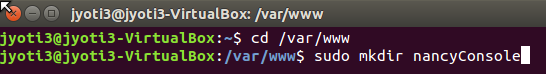 jyoti3@jyoti3-VirtualBox: /var/www
jyoti3@jyoti3-VirtualBox:~$ cd /var/www
jyoti3@jyoti3-VirtualBox:/var/www$ sudo mkdir nancyConsole